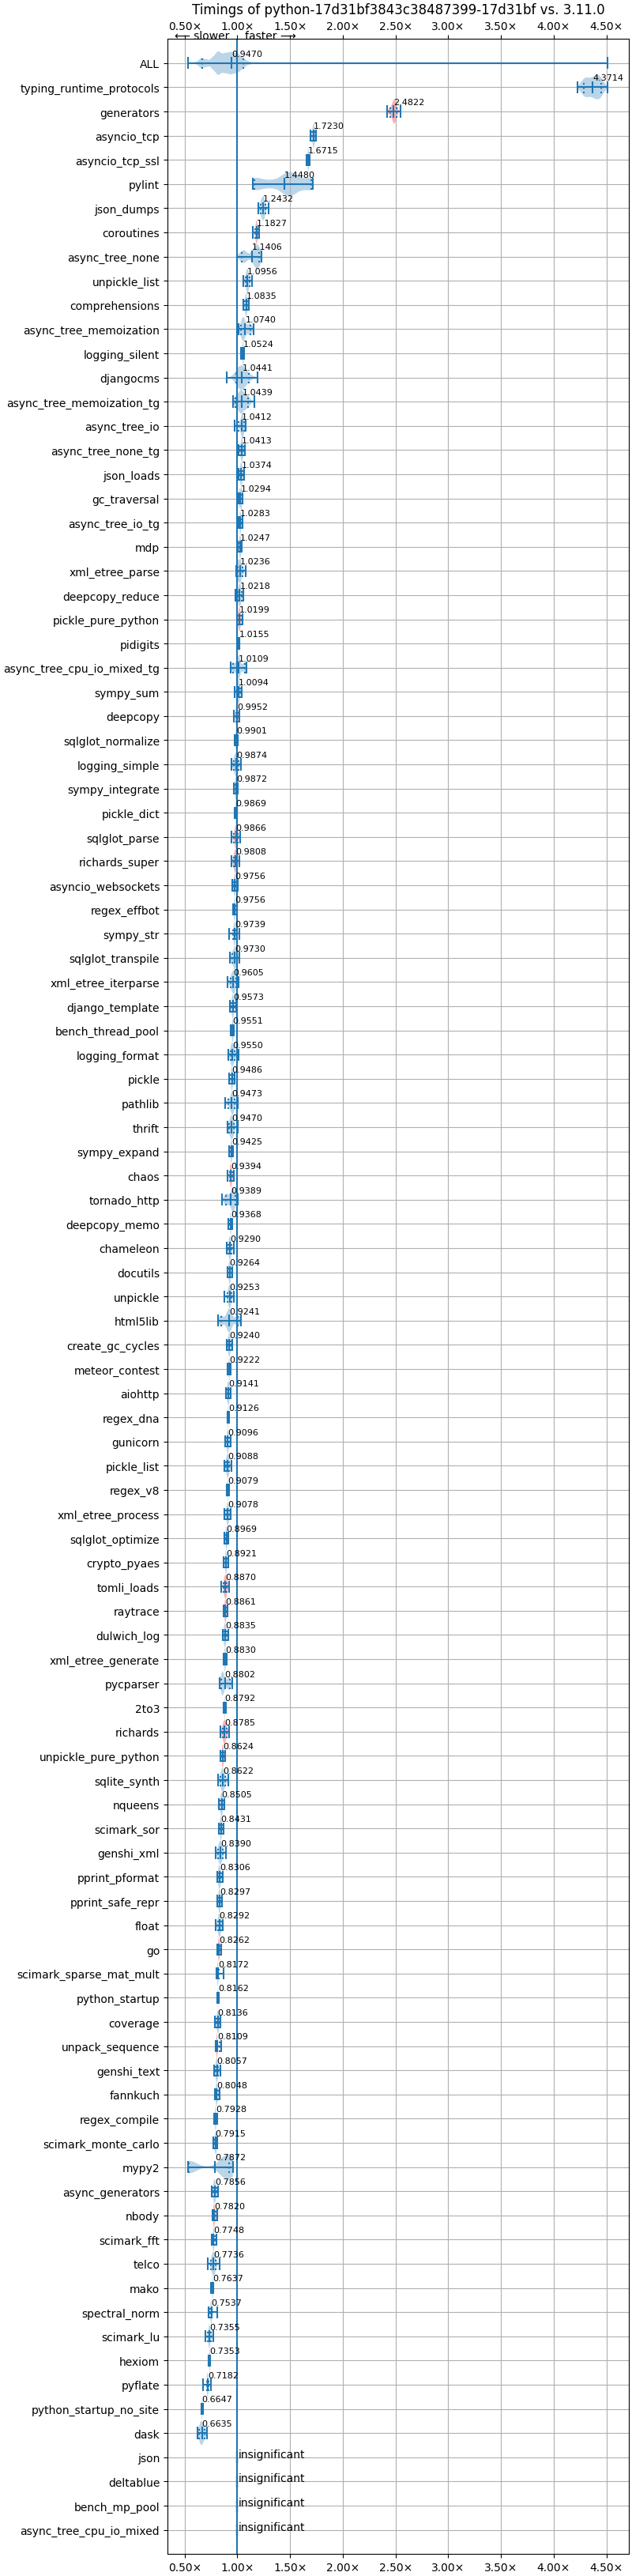 Timings of python-17d31bf3843c38487399-17d31bf vs. 3.11.0
0.50× 1.00× 1.50× 2.00× 2.50× 3.00× 3.50× 4.00× 4.50×
⟵ slower faster ⟶
ALL 0.9470
typing_runtime_protocols 4.3714
generators 2.4822
asyncio_tcp 1.7230
asyncio_tcp_ssl 1.6715
pylint 1.4480
json_dumps 1.2432
coroutines 1.1827
async_tree_none 1.1406
unpickle_list 1.0956
comprehensions 1.0835
async_tree_memoization 1.0740
logging_silent 1.0524
djangocms 1.0441
async_tree_memoization_tg 1.0439
async_tree_io 1.0412
async_tree_none_tg 1.0413
json_loads 1.0374
gc_traversal 1.0294
async_tree_io_tg 1.0283
mdp 1.0247
xml_etree_parse 1.0236
deepcopy_reduce 1.0218
pickle_pure_python 1.0199
pidigits 1.0155
async_tree_cpu_io_mixed_tg 1.0109
sympy_sum 1.0094
deepcopy 0.9952
sqlglot_normalize 0.9901
logging_simple 0.9874
sympy_integrate 0.9872
pickle_dict 0.9869
sqlglot_parse 0.9866
richards_super 0.9808
asyncio_websockets 0.9756
regex_effbot 0.9756
sympy_str 0.9739
sqlglot_transpile 0.9730
xml_etree_iterparse 0.9605
django_template 0.9573
bench_thread_pool 0.9551
logging_format 0.9550
pickle 0.9486
pathlib 0.9473
thrift 0.9470
sympy_expand 0.9425
chaos 0.9394
tornado_http 0.9389
deepcopy_memo 0.9368
chameleon 0.9290
docutils 0.9264
unpickle 0.9253
html5lib 0.9241
create_gc_cycles 0.9240
meteor_contest 0.9222
aiohttp 0.9141
regex_dna 0.9126
gunicorn 0.9096
pickle_list 0.9088
regex_v8 0.9079
xml_etree_process 0.9078
sqlglot_optimize 0.8969
crypto_pyaes 0.8921
tomli_loads 0.8870
raytrace 0.8861
dulwich_log 0.8835
xml_etree_generate 0.8830
pycparser 0.8802
2to3 0.8792
richards 0.8785
unpickle_pure_python 0.8624
sqlite_synth 0.8622
nqueens 0.8505
scimark_sor 0.8431
genshi_xml 0.8390
pprint_pformat 0.8306
pprint_safe_repr 0.8297
float 0.8292
go 0.8262
scimark_sparse_mat_mult 0.8172
python_startup 0.8162
coverage 0.8136
unpack_sequence 0.8109
genshi_text 0.8057
fannkuch 0.8048
regex_compile 0.7928
scimark_monte_carlo 0.7915
mypy2 0.7872
async_generators 0.7856
nbody 0.7820
scimark_fft 0.7748
telco 0.7736
mako 0.7637
spectral_norm 0.7537
scimark_lu 0.7355
hexiom 0.7353
pyflate 0.7182
python_startup_no_site 0.6647
dask 0.6635
json insignificant
deltablue insignificant
bench_mp_pool insignificant
async_tree_cpu_io_mixed insignificant
0.50× 1.00× 1.50× 2.00× 2.50× 3.00× 3.50× 4.00× 4.50×